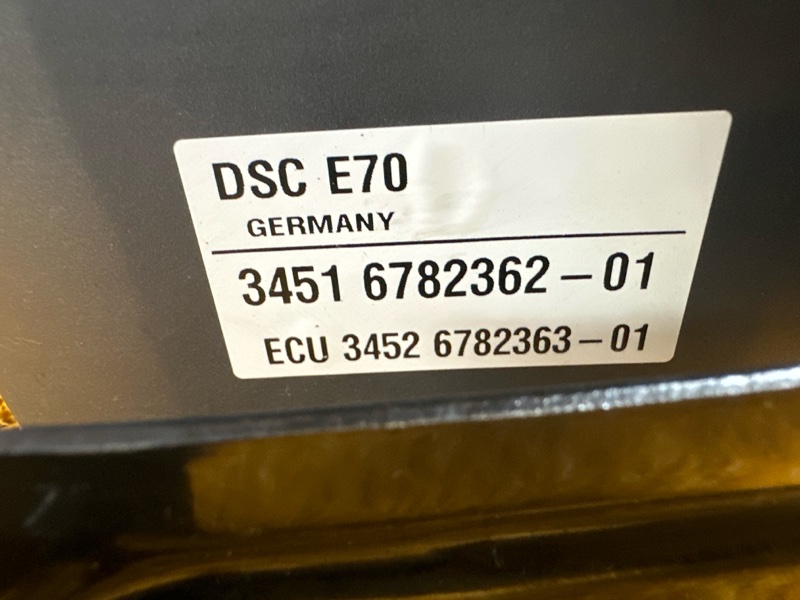 DSC E70
GERMANY
3451 6782362-01
ECU 3452 6782363-01